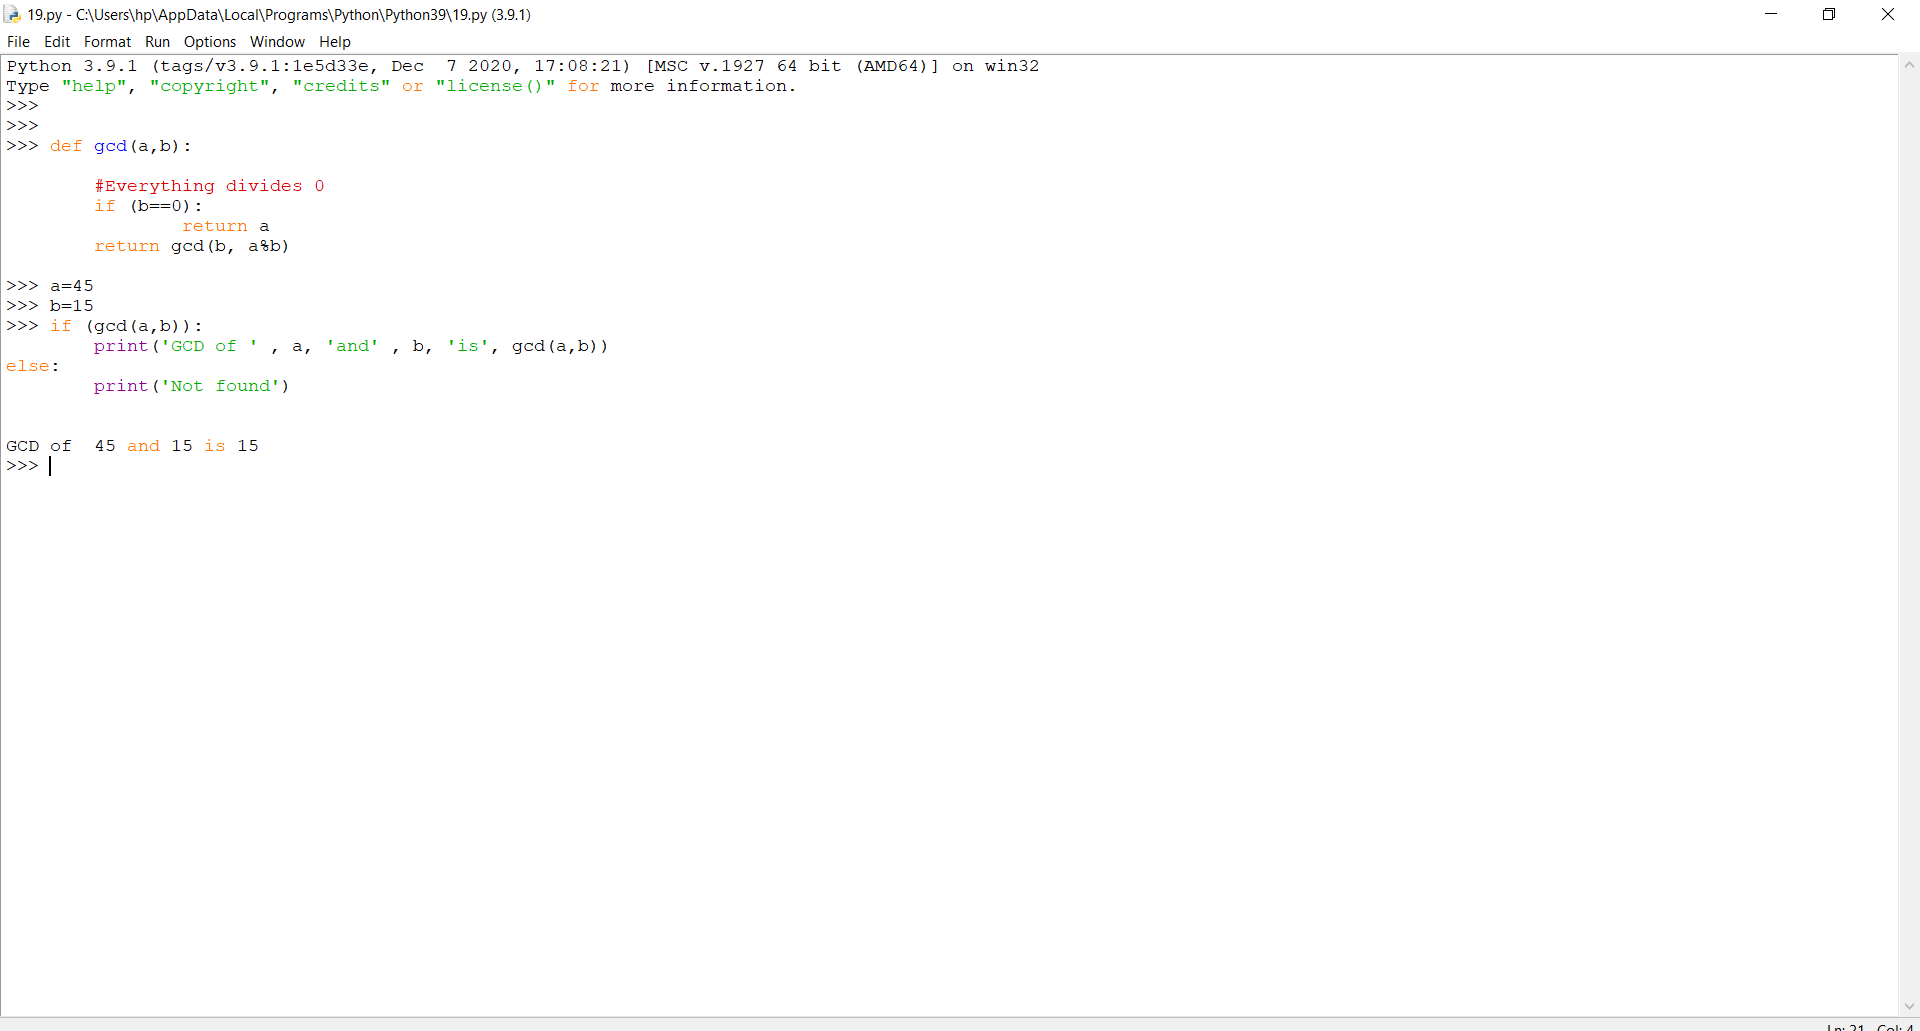 19.py - C:\Users\hp\AppData\Local\Programs\Python\Python39\19.py (3.9.1)
File Edit Format Run Options Window Help
Python 3.9.1 (tags/v3.9.1:1e5d33e, Dec  7 2020, 17:08:21) [MSC v.1927 64 bit (AMD64)] on win32
Type "help", "copyright", "credits" or "license()" for more information.
>>>
>>>
>>> def gcd(a,b):
        #Everything divides 0
        if (b==0):
                return a
        return gcd(b, a%b)
>>> a=45
>>> b=15
>>> if (gcd(a,b)):
        print('GCD of ' , a, 'and' , b, 'is', gcd(a,b))
else:
        print('Not found')
GCD of  45 and 15 is 15
>>>
Ln: 21 Col: 4